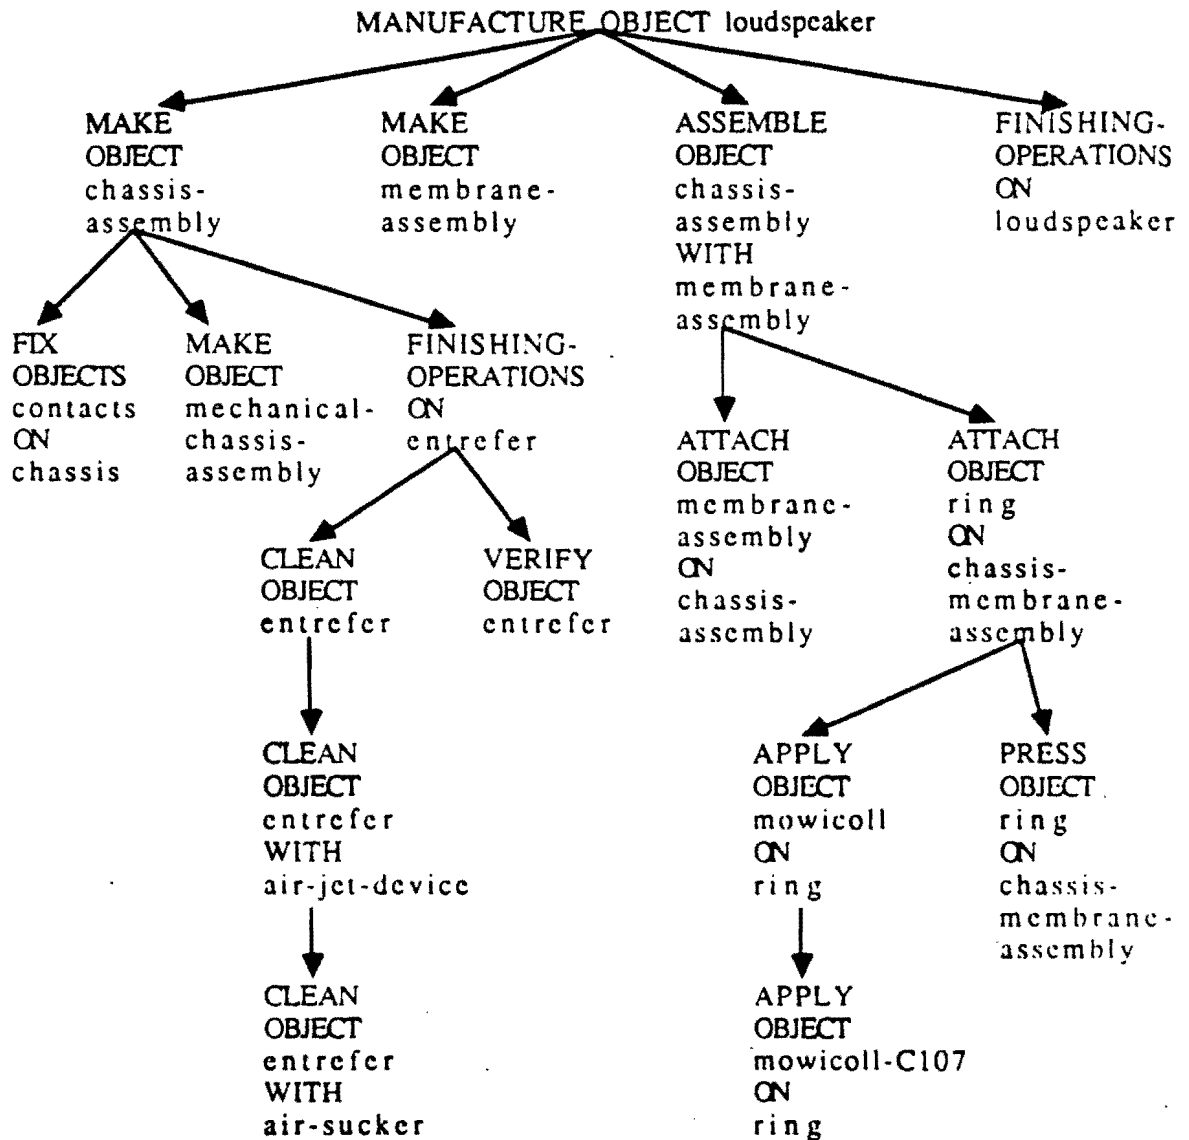 MANUFACTURE OBJECT loudspeaker
MAKE
OBJECT
chassis-
assembly
MAKE
OBJECT
membrane-
assembly
ASSEMBLE
OBJECT
chassis-
assembly
WITH
membrane-
assembly
FINISHING-
OPERATIONS
ON
loudspeaker
FIX
OBJECTS
contacts
ON
chassis
MAKE
OBJECT
mechanical-
chassis-
assembly
FINISHING-
OPERATIONS
ON
entrefer
ATTACH
OBJECT
membrane-
assembly
ON
chassis-
assembly
ATTACH
OBJECT
ring
ON
chassis-
membrane-
assembly
CLEAN
OBJECT
entrefer
VERIFY
OBJECT
entrefer
CLEAN
OBJECT
entrefer
WITH
air-jet-device
APPLY
OBJECT
mowicoll
ON
ring
PRESS
OBJECT
ring
ON
chassis-
membrane-
assembly
CLEAN
OBJECT
entrefer
WITH
air-sucker
APPLY
OBJECT
mowicoll-C107
ON
ring